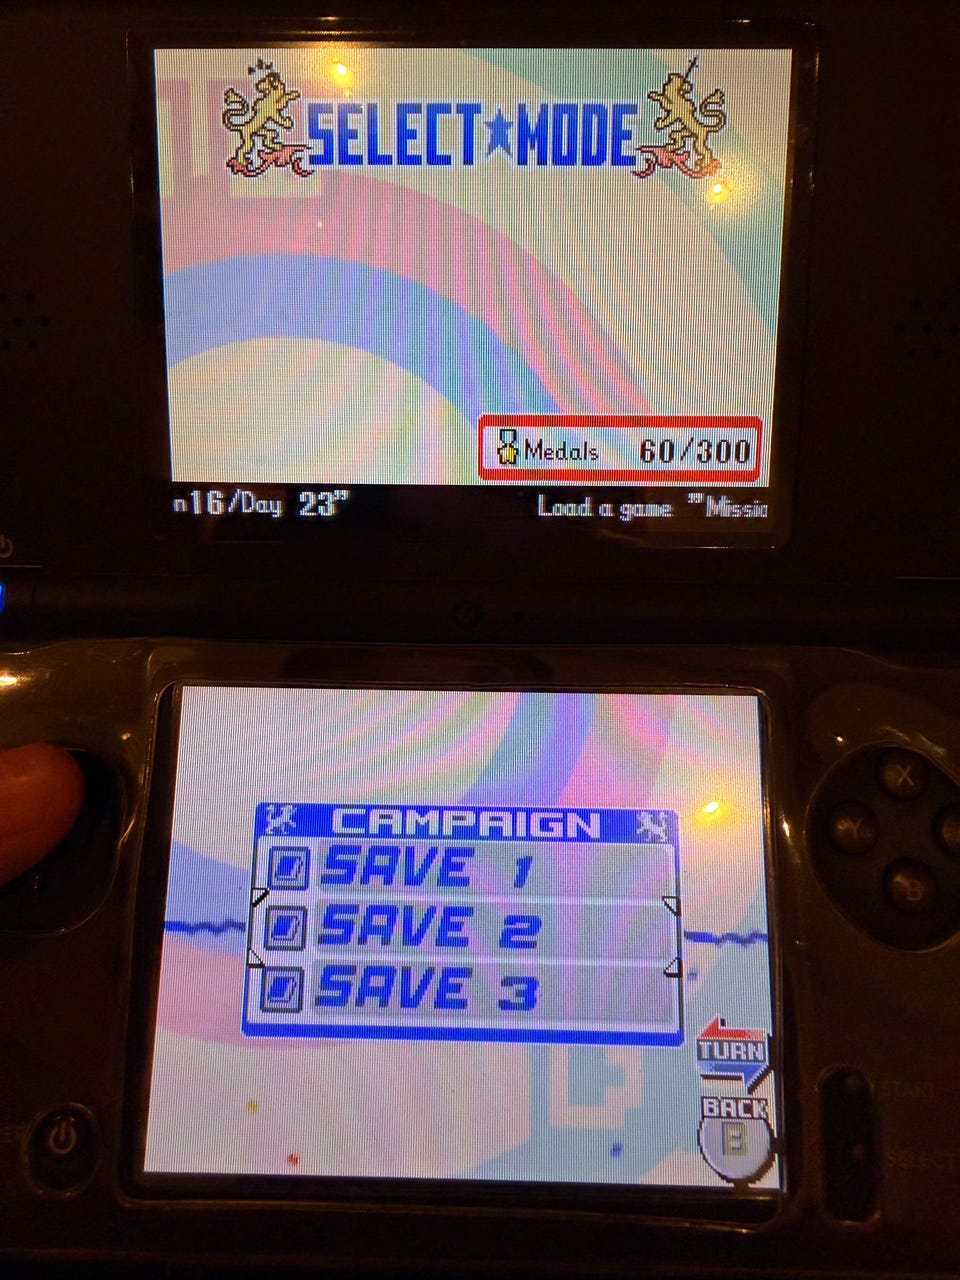 SELECT★MODE
Medals 60/300
n16/Day 23" Load a game "Missio
CAMPAIGN
SAVE 1
SAVE 2
SAVE 3
TURN
BACK
B
X
Y
B
START
SELECT